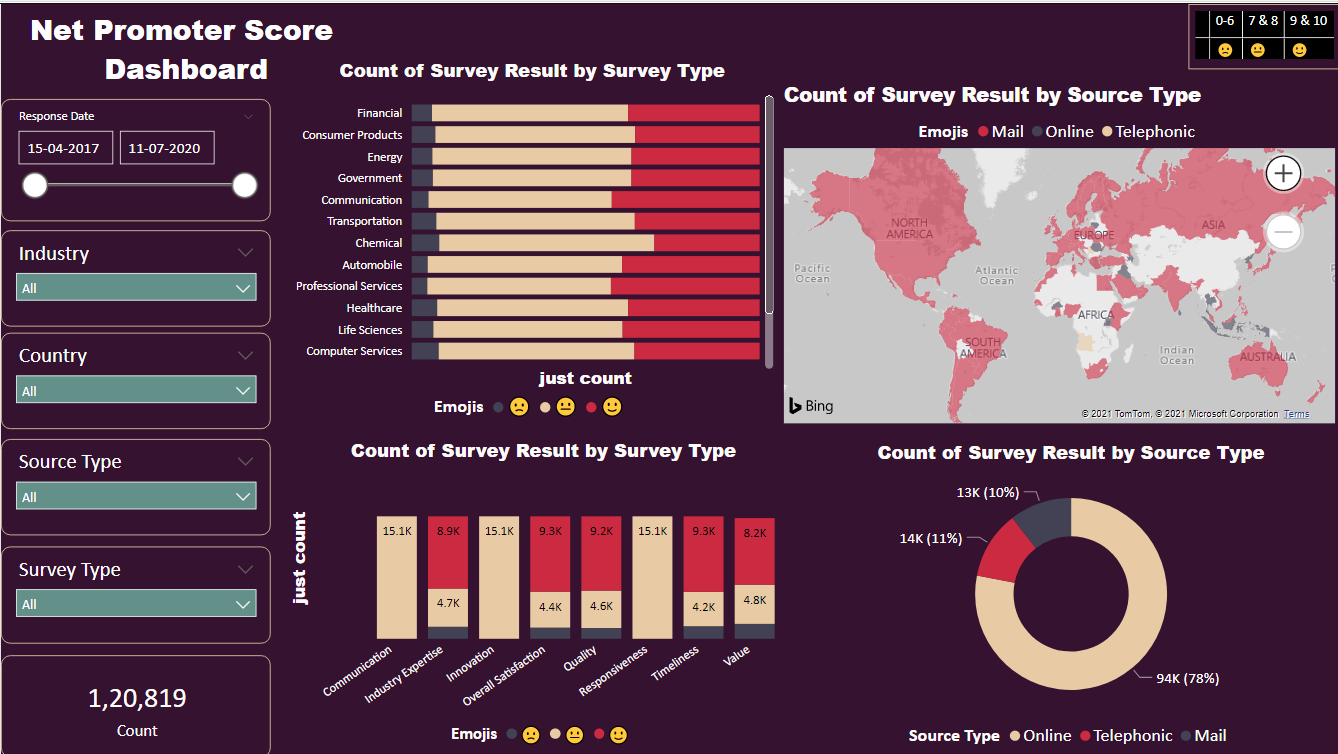 Net Promoter Score
Dashboard
0-6 7 & 8 9 & 10
Response Date
15-04-2017 11-07-2020
Industry
All
Country
All
Source Type
All
Survey Type
All
1,20,819
Count
Count of Survey Result by Survey Type
Financial
Consumer Products
Energy
Government
Communication
Transportation
Chemical
Automobile
Professional Services
Healthcare
Life Sciences
Computer Services
just count
Emojis
Count of Survey Result by Source Type
Emojis Mail Online Telephonic
NORTH
AMERICA
EUROPE
ASIA
Pacific
Ocean
Atlantic
Ocean
AFRICA
SOUTH
AMERICA
Indian
Ocean
AUSTRALIA
P
Bing
© 2021 TomTom, © 2021 Microsoft Corporation Terms
Count of Survey Result by Survey Type
just count
15.1K 8.9K 15.1K 9.3K 9.2K 15.1K 9.3K 8.2K
4.7K 4.4K 4.6K 4.2K 4.8K
Communication
Industry Expertise
Innovation
Overall Satisfaction
Quality
Responsiveness
Timeliness
Value
Emojis
Count of Survey Result by Source Type
13K (10%)
14K (11%)
94K (78%)
Source Type Online Telephonic Mail